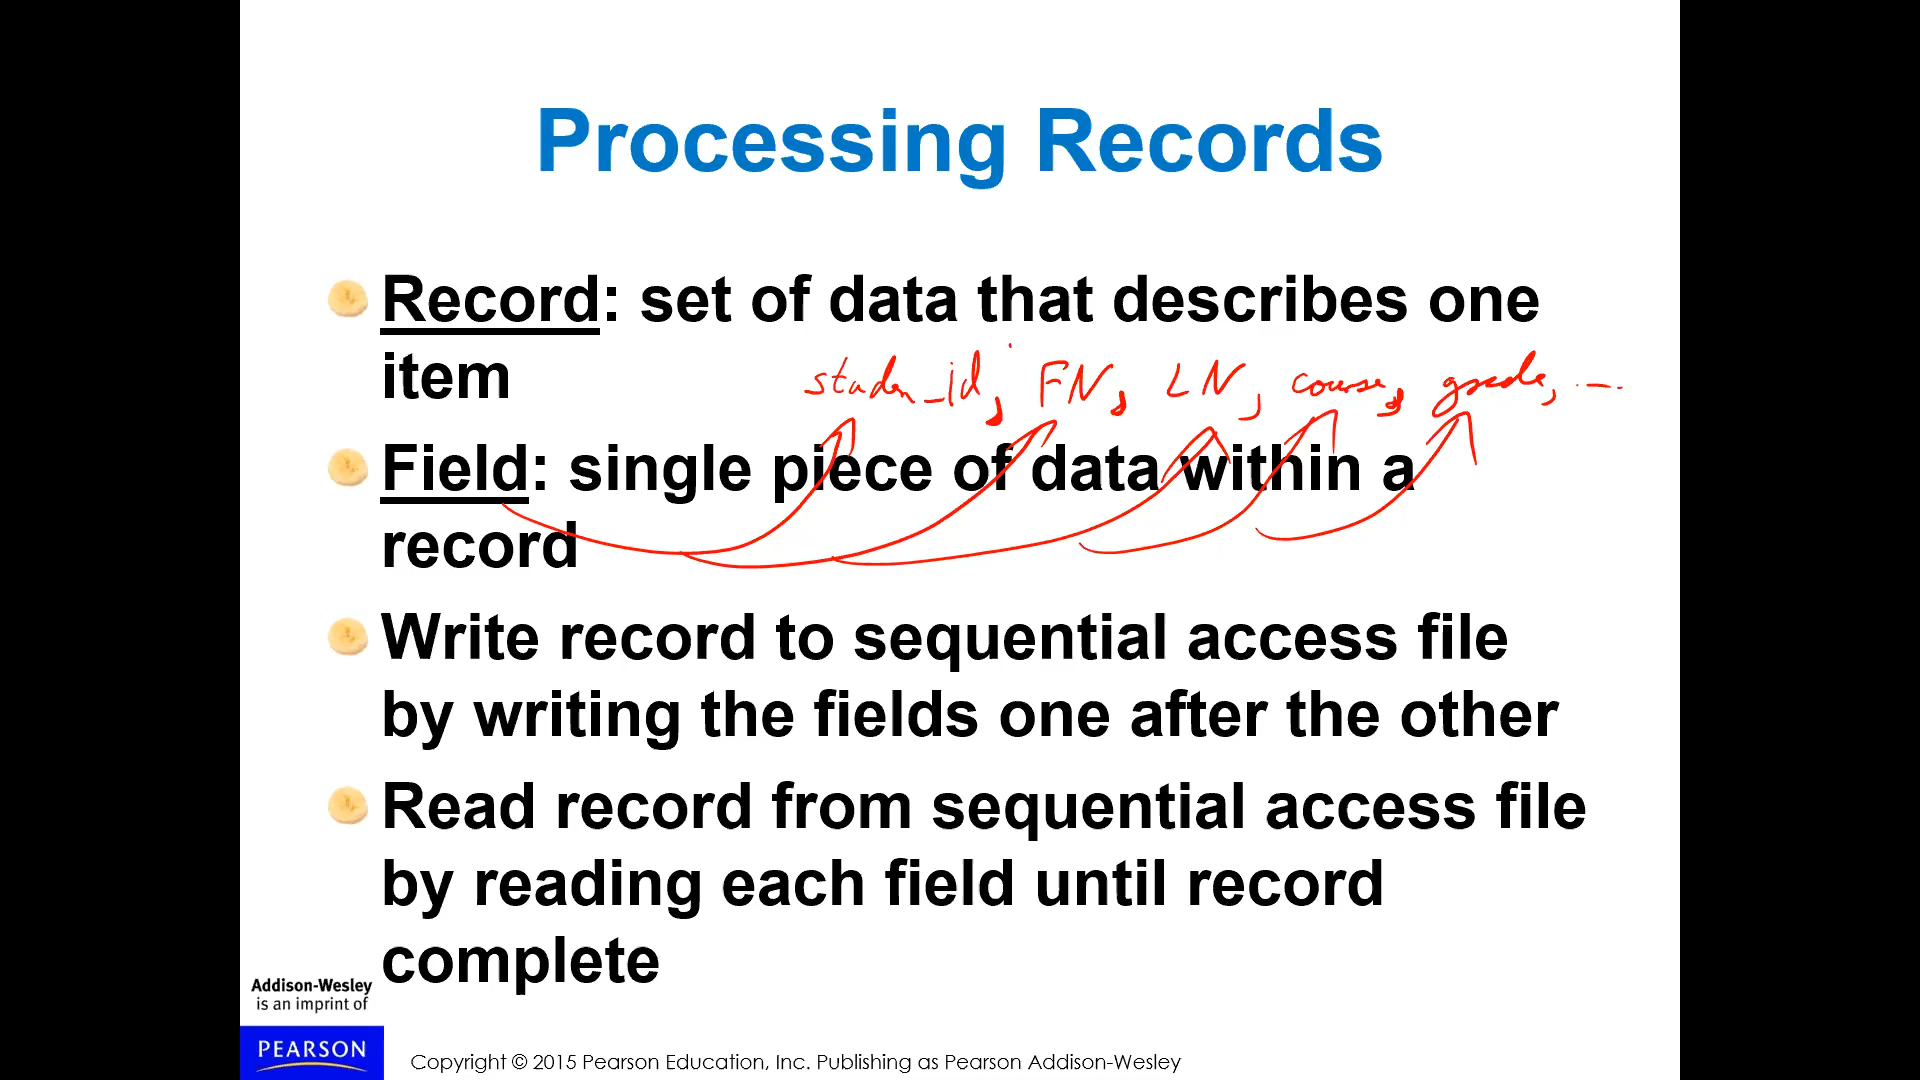 Processing Records
Record: set of data that describes one
item
studen_id, FN, LN, course, grade, ...
Field: single piece of data within a
record
Write record to sequential access file
by writing the fields one after the other
Read record from sequential access file
by reading each field until record
complete
Addison-Wesley
is an imprint of
PEARSON
Copyright © 2015 Pearson Education, Inc. Publishing as Pearson Addison-Wesley